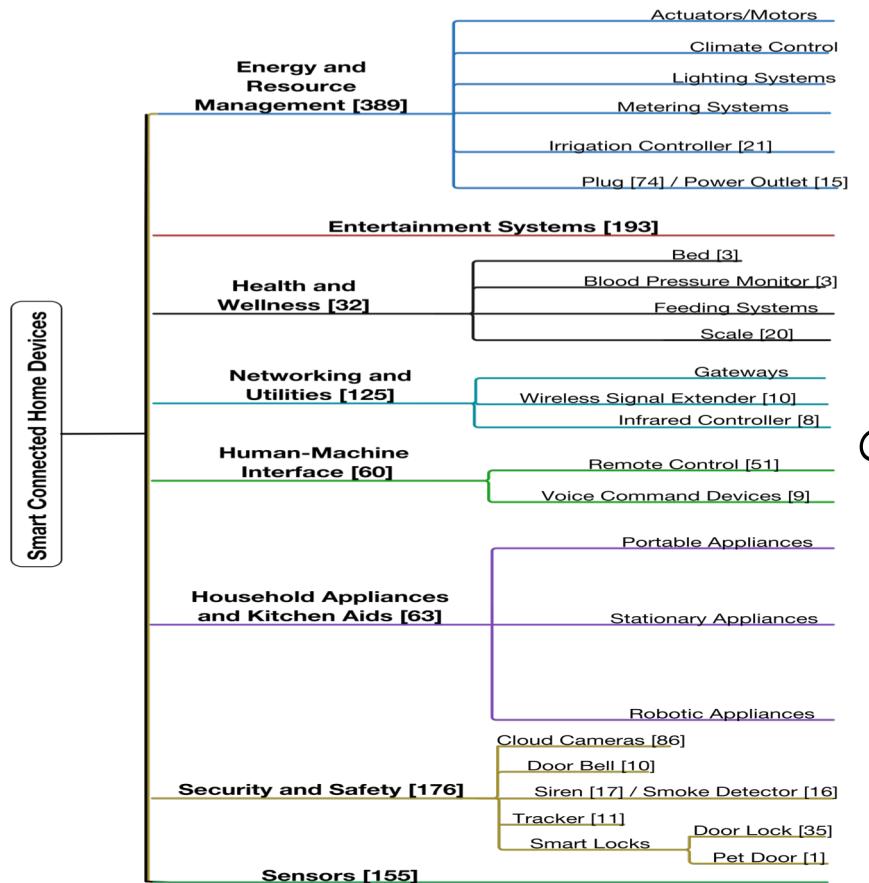 Smart Connected Home Devices
Energy and
Resource
Management [389]
Actuators/Motors
Climate Control
Lighting Systems
Metering Systems
Irrigation Controller [21]
Plug [74] / Power Outlet [15]
Entertainment Systems [193]
Health and
Wellness [32]
Bed [3]
Blood Pressure Monitor [3]
Feeding Systems
Scale [20]
Networking and
Utilities [125]
Gateways
Wireless Signal Extender [10]
Infrared Controller [8]
Human-Machine
Interface [60]
Remote Control [51]
Voice Command Devices [9]
Household Appliances
and Kitchen Aids [63]
Portable Appliances
Stationary Appliances
Robotic Appliances
Security and Safety [176]
Cloud Cameras [86]
Door Bell [10]
Siren [17] / Smoke Detector [16]
Tracker [11]
Smart Locks
Door Lock [35]
Pet Door [1]
Sensors [155]